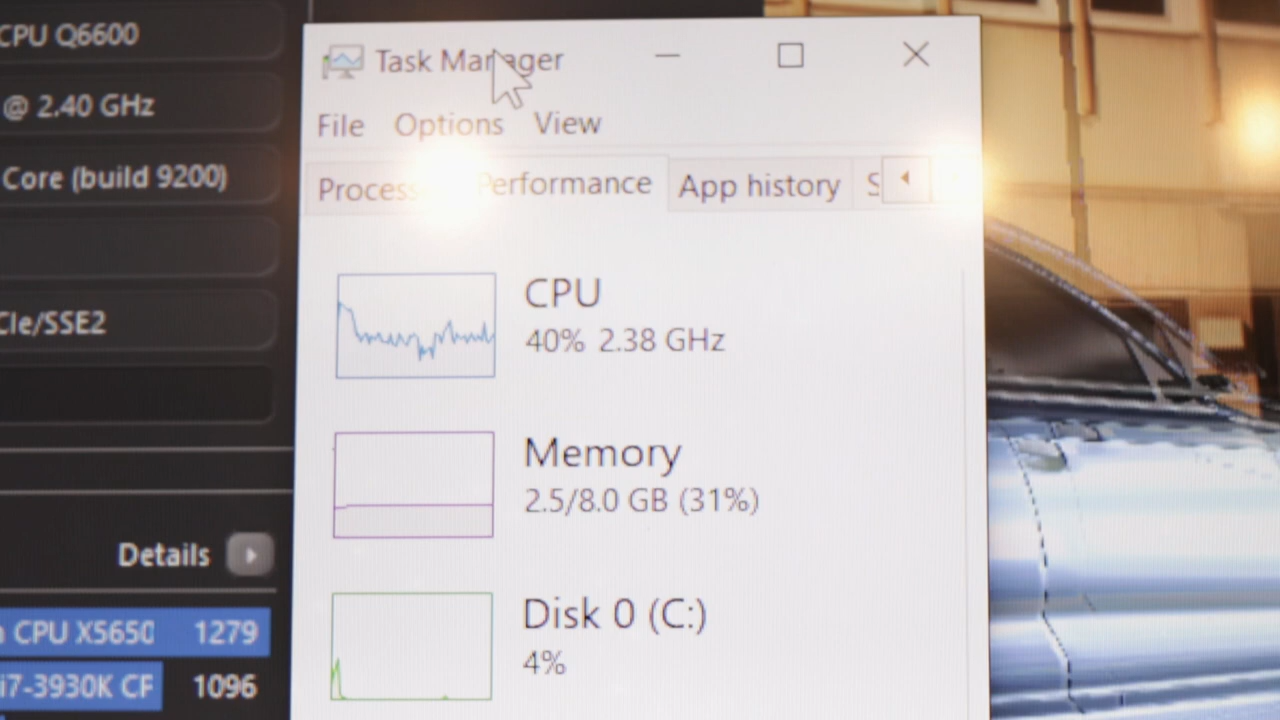 CPU Q6600
@ 2.40 GHz
Core (build 9200)
CIe/SSE2
Details
CPU X5650
1279
i7-3930K CP
1096
Task Manager
File Options View
Performance
App history
CPU
40% 2.38 GHz
Memory
2.5/8.0 GB (31%)
Disk 0 (C:)
4%